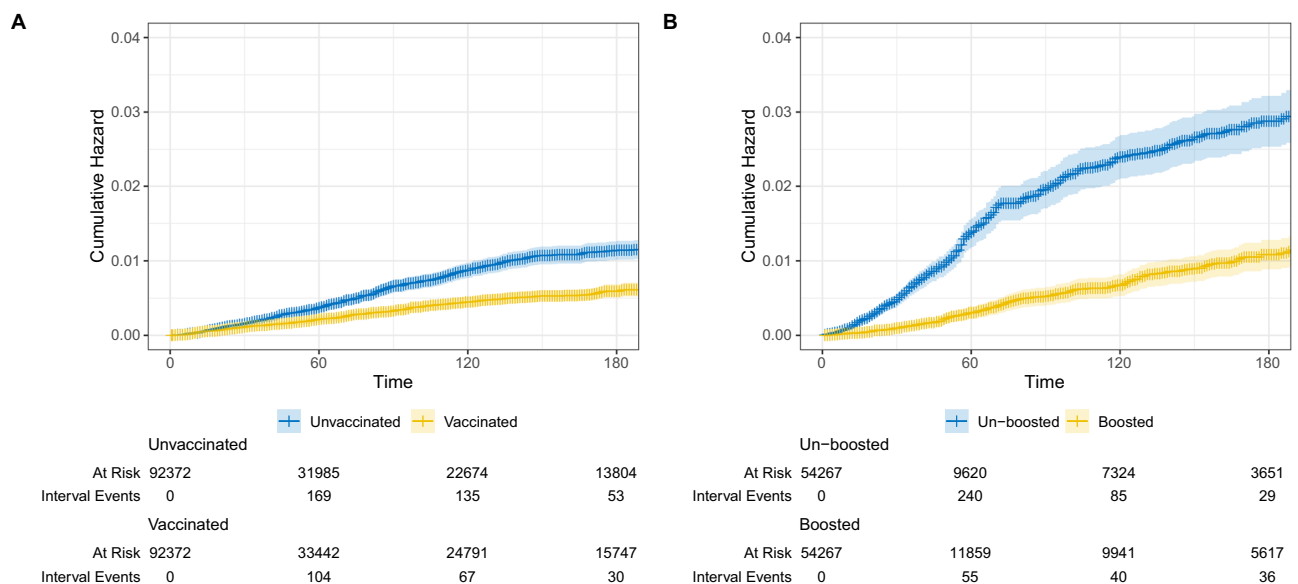 A
Cumulative Hazard
0.04
0.03
0.02
0.01
0.00
0 60 120 180
Time
Unvaccinated Vaccinated
Unvaccinated
At Risk 92372 31985 22674 13804
Interval Events 0 169 135 53
Vaccinated
At Risk 92372 33442 24791 15747
Interval Events 0 104 67 30
B
Cumulative Hazard
0.04
0.03
0.02
0.01
0.00
0 60 120 180
Time
Un−boosted Boosted
Un−boosted
At Risk 54267 9620 7324 3651
Interval Events 0 240 85 29
Boosted
At Risk 54267 11859 9941 5617
Interval Events 0 55 40 36